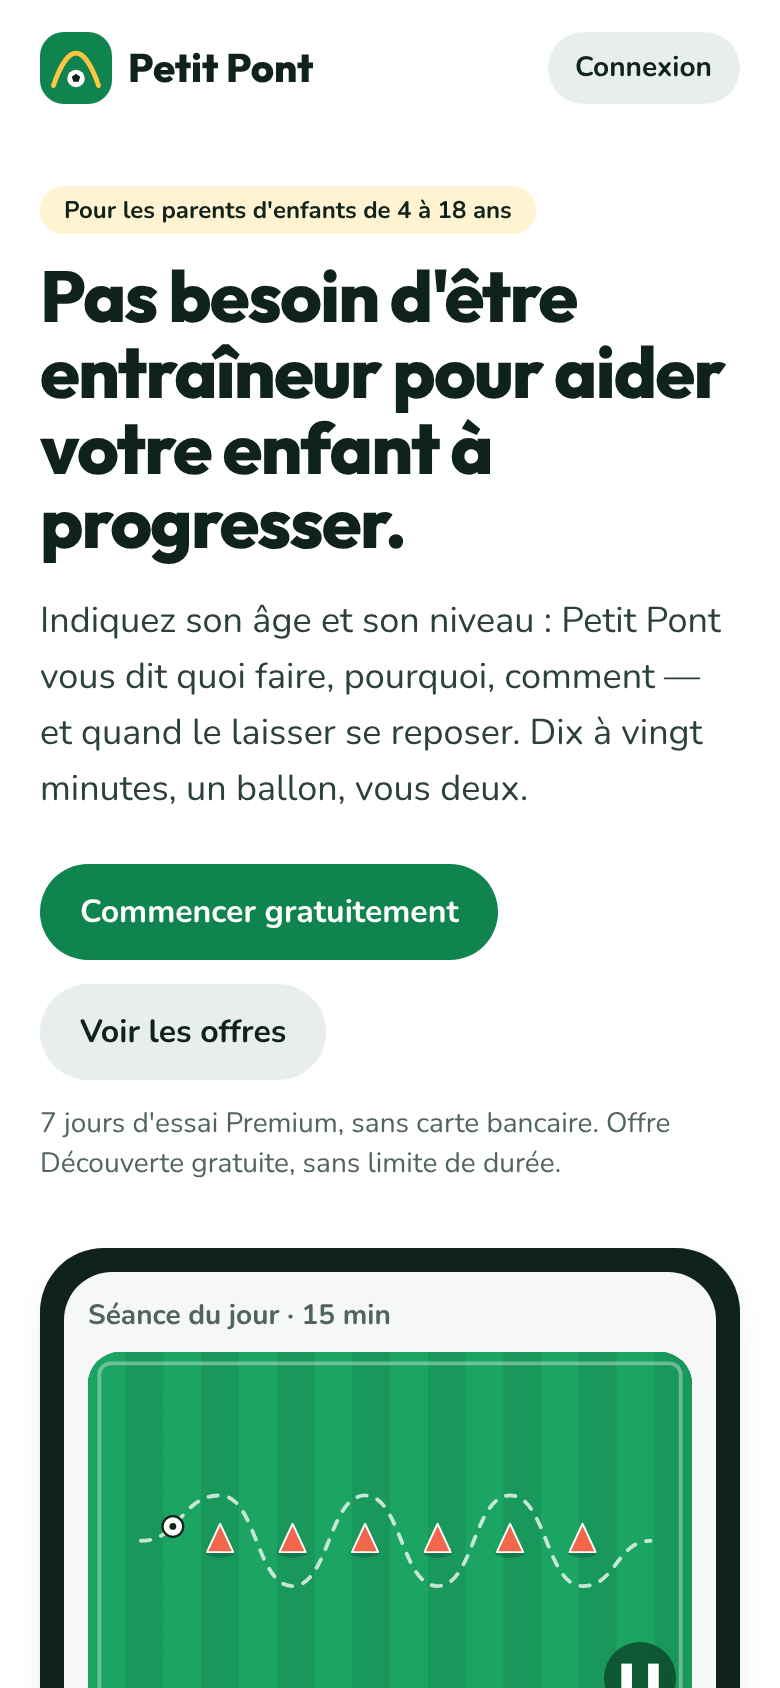 Petit Pont
Connexion
Pour les parents d'enfants de 4 à 18 ans
Pas besoin d'être
entraîneur pour aider
votre enfant à
progresser.
Indiquez son âge et son niveau : Petit Pont
vous dit quoi faire, pourquoi, comment —
et quand le laisser se reposer. Dix à vingt
minutes, un ballon, vous deux.
Commencer gratuitement
Voir les offres
7 jours d'essai Premium, sans carte bancaire. Offre
Découverte gratuite, sans limite de durée.
Séance du jour · 15 min